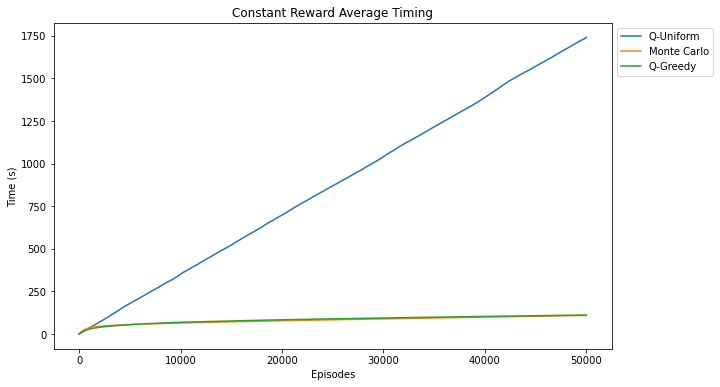 Constant Reward Average Timing
Q-Uniform
Monte Carlo
Q-Greedy
Time (s)
1750
1500
1250
1000
750
500
250
0
0 10000 20000 30000 40000 50000
Episodes